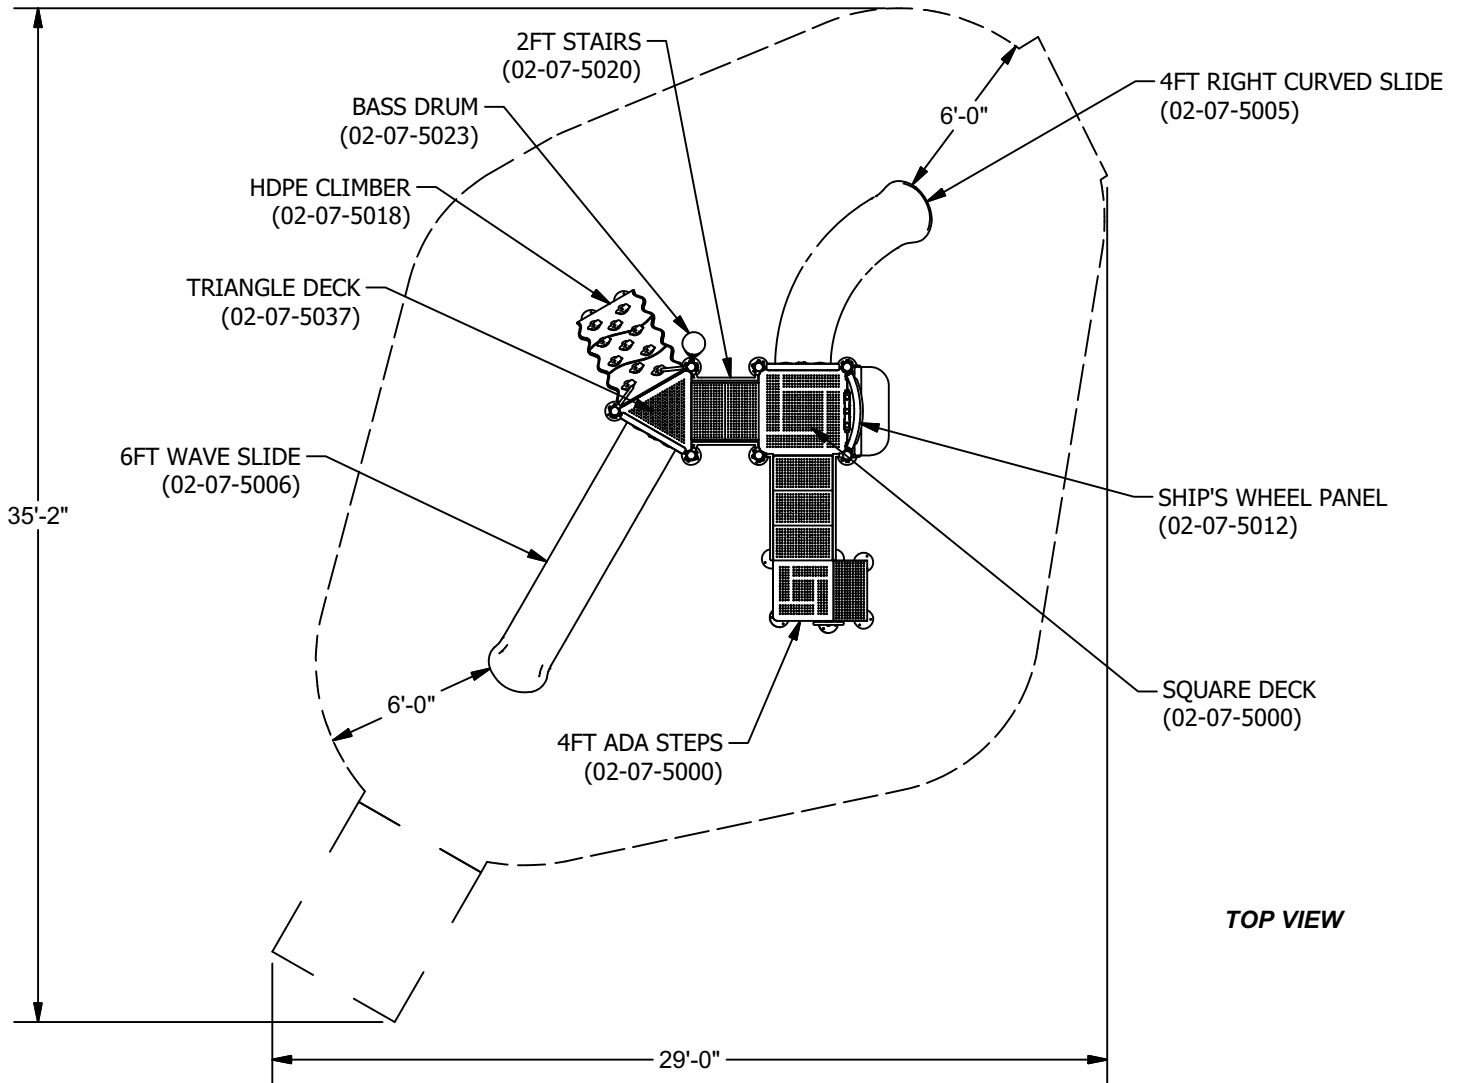 2FT STAIRS
(02-07-5020)
BASS DRUM
(02-07-5023)
HDPE CLIMBER
(02-07-5018)
TRIANGLE DECK
(02-07-5037)
6FT WAVE SLIDE
(02-07-5006)
35'-2"
6'-0"
4FT RIGHT CURVED SLIDE
(02-07-5005)
SHIP'S WHEEL PANEL
(02-07-5012)
SQUARE DECK
(02-07-5000)
6'-0"
4FT ADA STEPS
(02-07-5000)
TOP VIEW
29'-0"